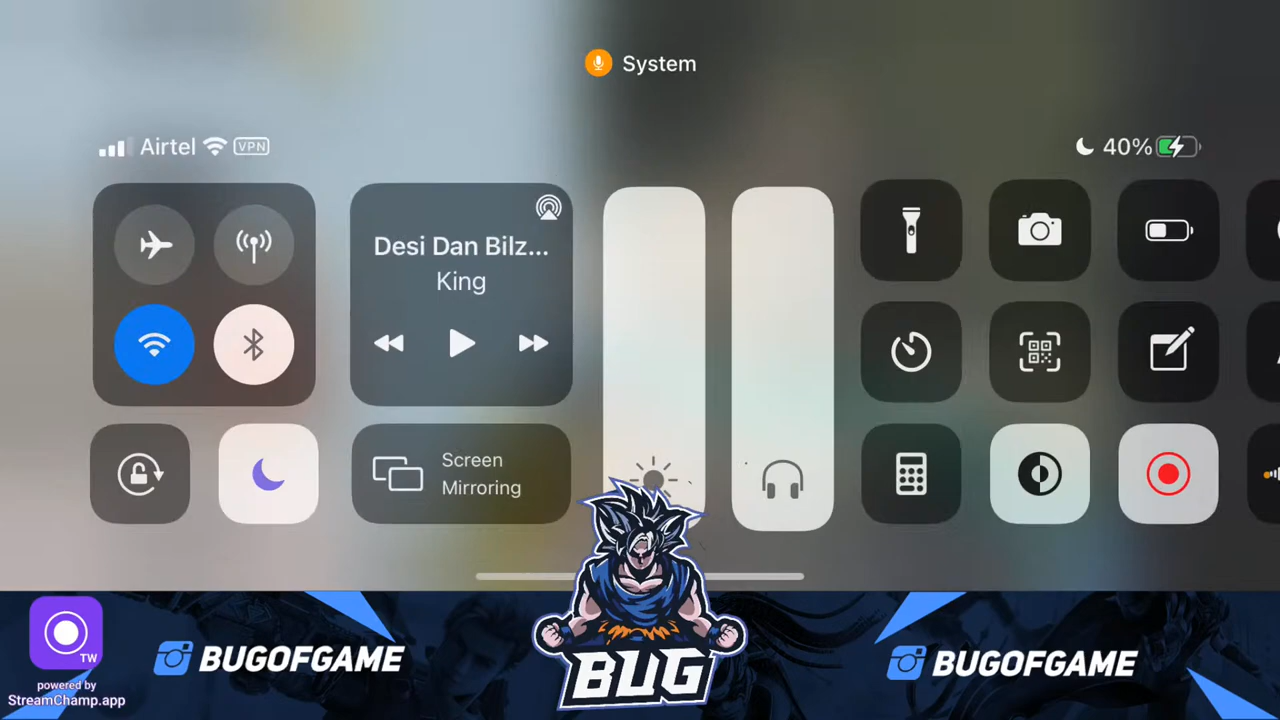 System
Airtel VPN
40%
Desi Dan Bilz...
King
Screen
Mirroring
TW
powered by
StreamChamp.app
BUGOFGAME
BUG
BUGOFGAME